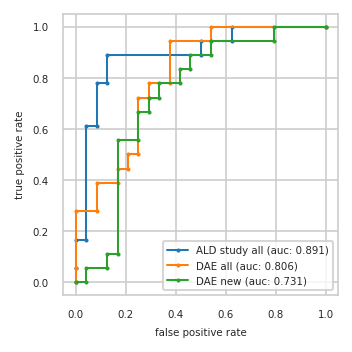 1.0
0.8
0.6
0.4
0.2
0.0
true positive rate
ALD study all (auc: 0.891)
DAE all (auc: 0.806)
DAE new (auc: 0.731)
0.0 0.2 0.4 0.6 0.8 1.0
false positive rate